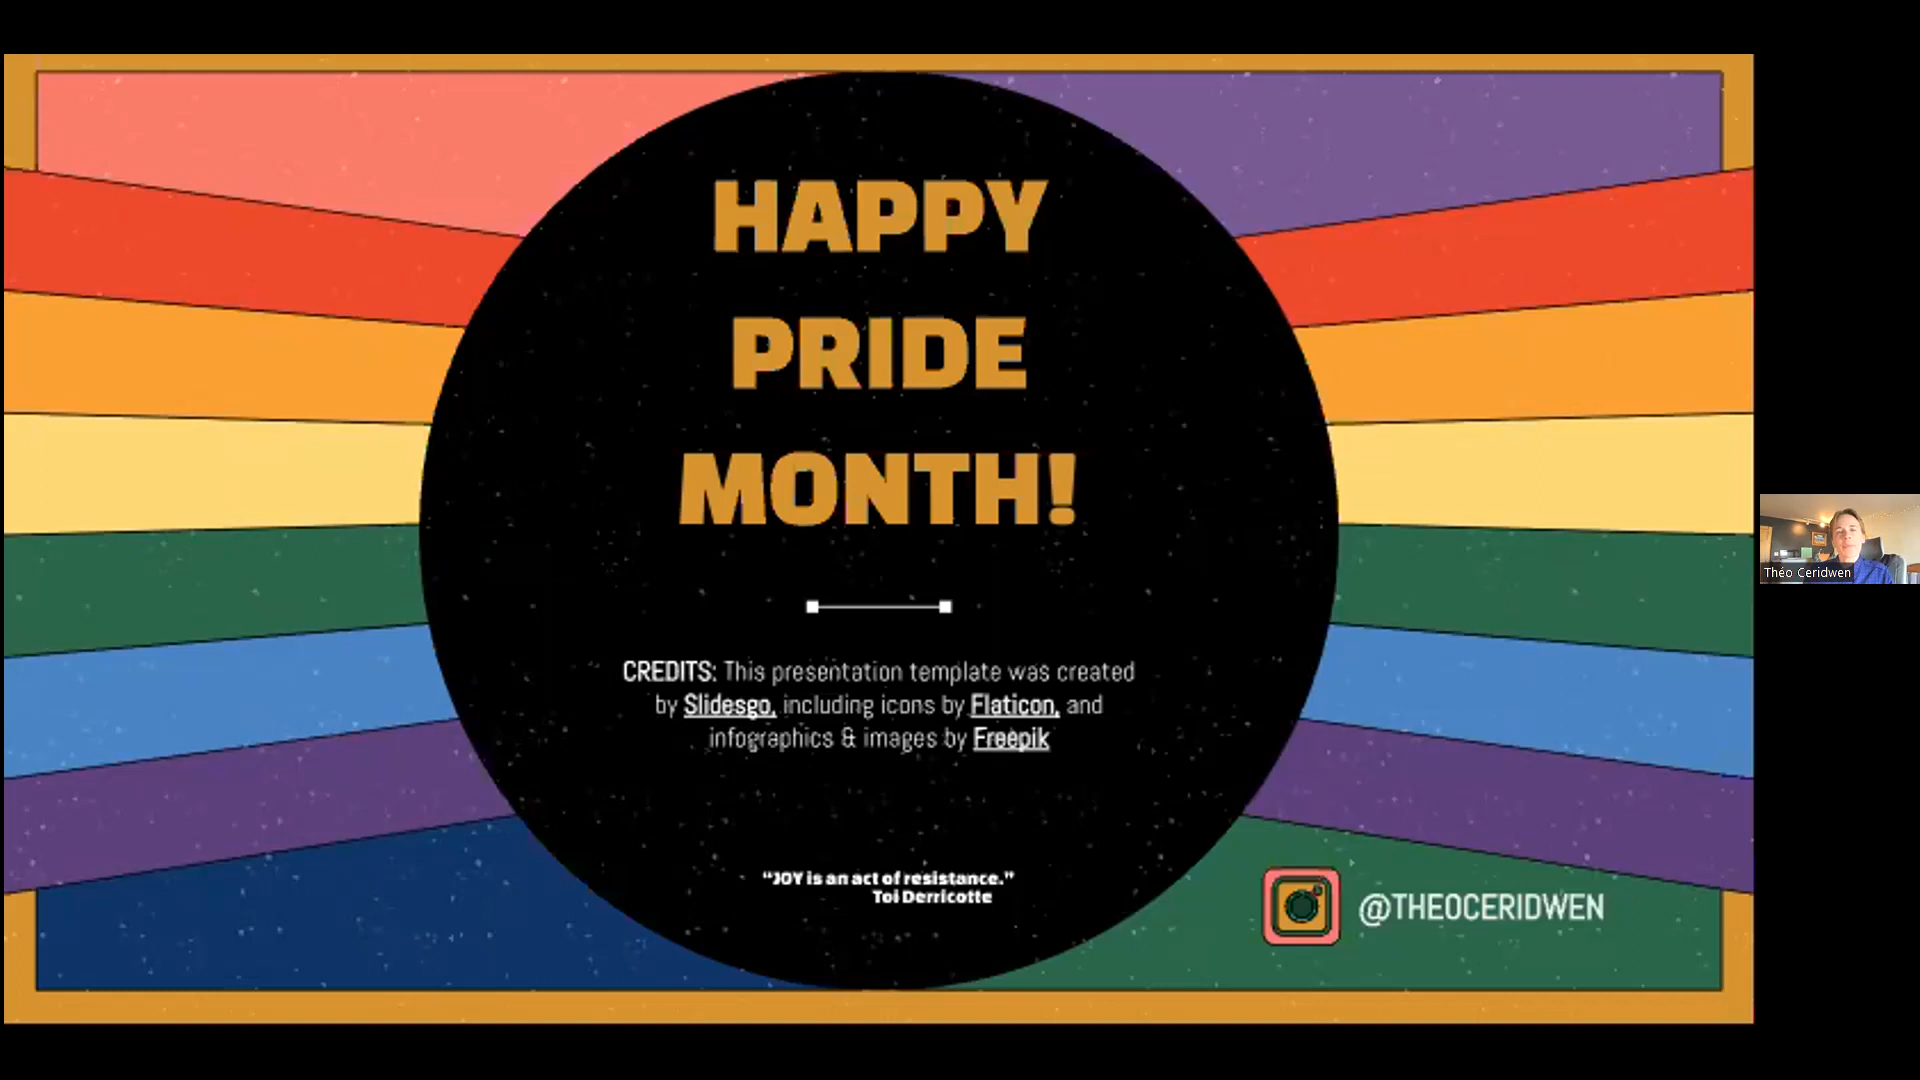 HAPPY
PRIDE
MONTH!
CREDITS: This presentation template was created
by Slidesgo, including icons by Flaticon, and
infographics & images by Freepik
“JOY is an act of resistance.”
Toi Derricotte
@THEOCERIDWEN
Théo Ceridwen